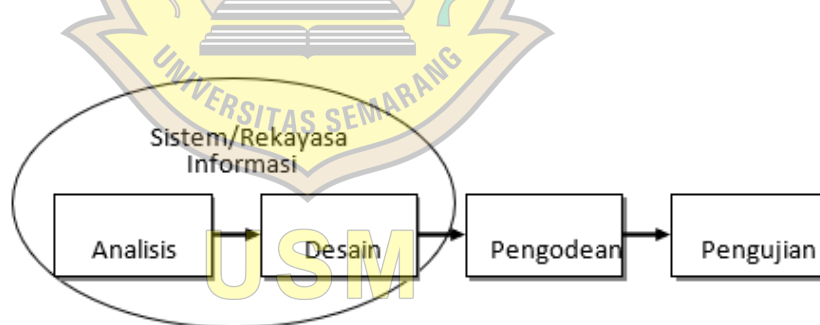 UNIVERSITAS SEMARANG
Sistem/Rekayasa
Informasi
Analisis
Desain
Pengodean
Pengujian
USM